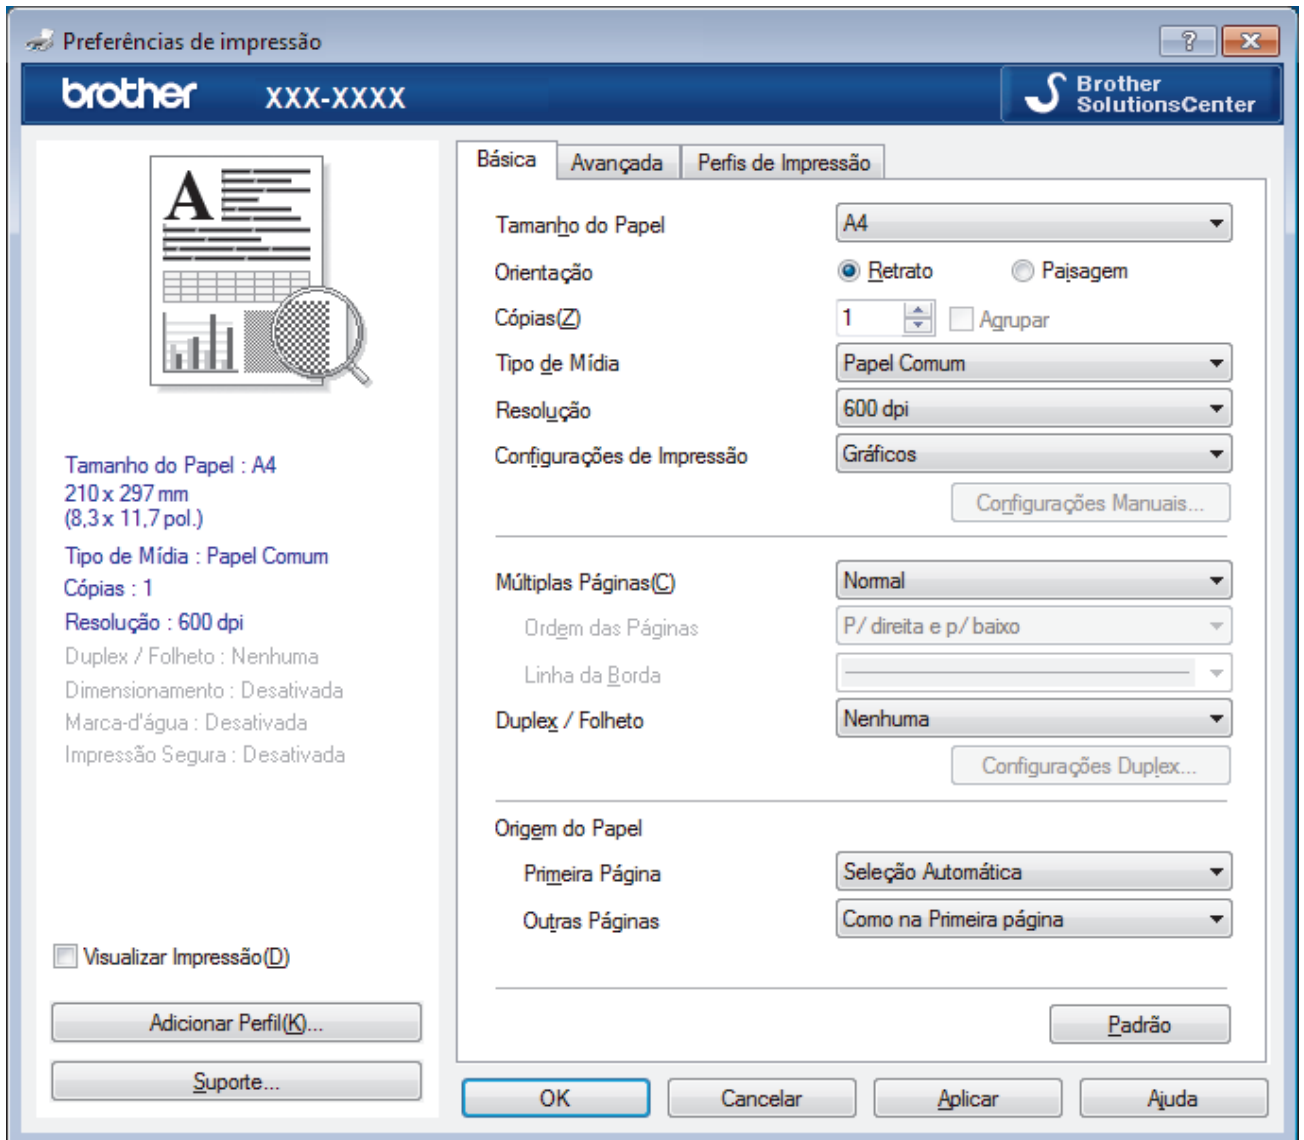 Preferências de impressão
brother XXX-XXXX
Brother
SolutionsCenter
A
Tamanho do Papel : A4
210 x 297 mm
(8,3 x 11,7 pol.)
Tipo de Mídia : Papel Comum
Cópias : 1
Resolução : 600 dpi
Duplex / Folheto : Nenhuma
Dimensionamento : Desativada
Marca-d'água : Desativada
Impressão Segura : Desativada
Visualizar Impressão(D)
Adicionar Perfil(K)...
Suporte...
Básica Avançada Perfis de Impressão
Tamanho do Papel A4
Orientação Retrato Paisagem
Cópias(Z) 1 Agrupar
Tipo de Mídia Papel Comum
Resolução 600 dpi
Configurações de Impressão Gráficos
Configurações Manuais...
Múltiplas Páginas(C) Normal
Ordem das Páginas P/ direita e p/ baixo
Linha da Borda
Duplex / Folheto Nenhuma
Configurações Duplex...
Origem do Papel
Primeira Página Seleção Automática
Outras Páginas Como na Primeira página
Padrão
OK Cancelar Aplicar Ajuda